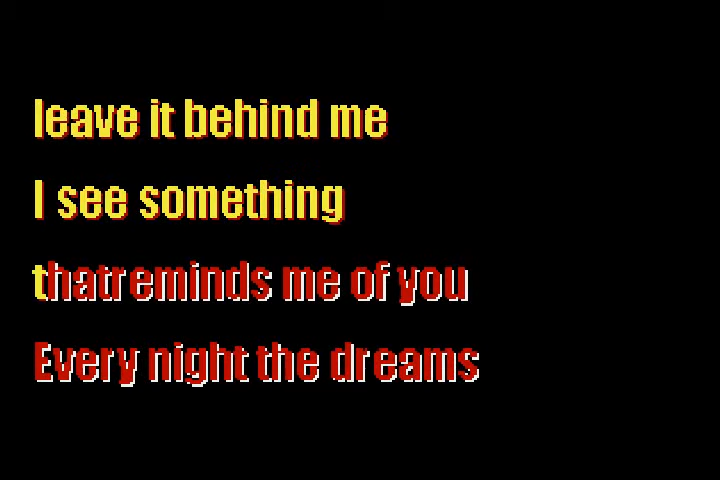 leave it behind me
I see something
thatreminds me of you
Every night the dreams